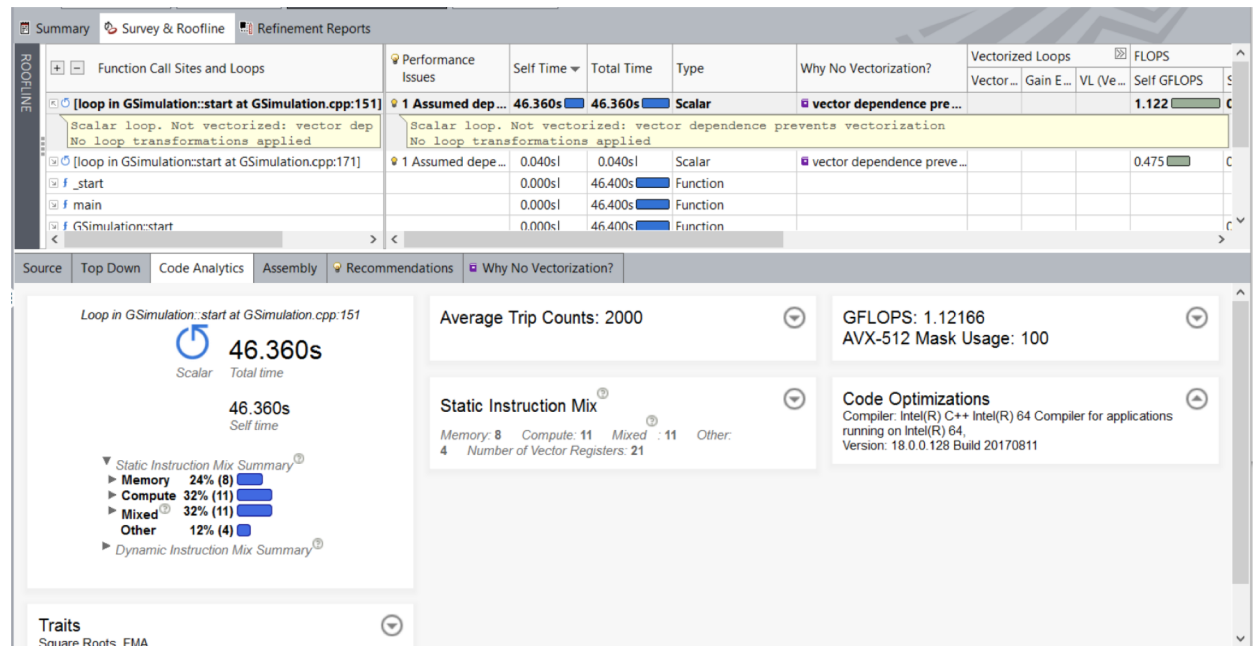 Summary Survey & Roofline Refinement Reports
ROOFLINE
+ - Function Call Sites and Loops Performance Issues Self Time Total Time Type Why No Vectorization? Vectorized Loops FLOPS
Vector... Gain E... VL (Ve... Self GFLOPS
[loop in GSimulation::start at GSimulation.cpp:151] 1 Assumed dep... 46.360s 46.360s Scalar vector dependence pre... 1.122
Scalar loop. Not vectorized: vector dep Scalar loop. Not vectorized: vector dependence prevents vectorization
No loop transformations applied No loop transformations applied
[loop in GSimulation::start at GSimulation.cpp:171] 1 Assumed depe... 0.040s 0.040s Scalar vector dependence preve... 0.475
f _start 0.000s 46.400s Function
f main 0.000s 46.400s Function
f GSimulation::start 0.000s 46.400s Function
Source Top Down Code Analytics Assembly Recommendations Why No Vectorization?
Loop in GSimulation::start at GSimulation.cpp:151
46.360s
Scalar Total time
46.360s
Self time
Static Instruction Mix Summary
Memory 24% (8)
Compute 32% (11)
Mixed 32% (11)
Other 12% (4)
Dynamic Instruction Mix Summary
Traits
Square Roots, FMA
Average Trip Counts: 2000
Static Instruction Mix
Memory: 8 Compute: 11 Mixed : 11 Other:
4 Number of Vector Registers: 21
GFLOPS: 1.12166
AVX-512 Mask Usage: 100
Code Optimizations
Compiler: Intel(R) C++ Intel(R) 64 Compiler for applications
running on Intel(R) 64,
Version: 18.0.0.128 Build 20170811